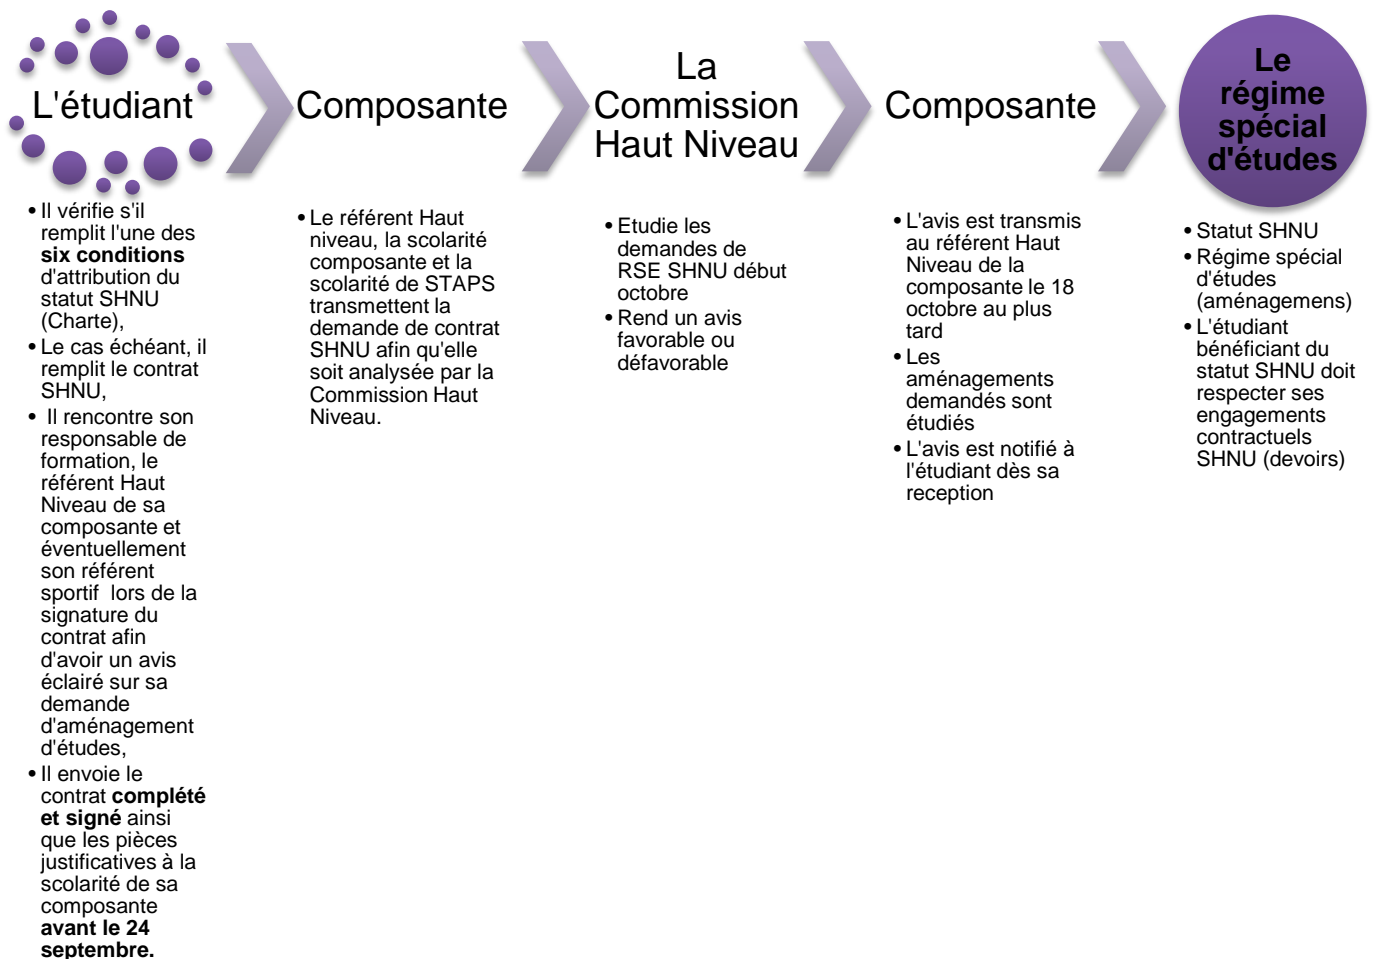 L'étudiant
• Il vérifie s'il
remplit l'une des
six conditions
d'attribution du
statut SHNU
(Charte),
• Le cas échéant, il
remplit le contrat
SHNU,
• Il rencontre son
responsable de
formation, le
référent Haut
Niveau de sa
composante et
éventuellement
son référent
sportif lors de la
signature du
contrat afin
d'avoir un avis
éclairé sur sa
demande
d'aménagement
d'études,
• Il envoie le
contrat complété
et signé ainsi
que les pièces
justificatives à la
scolarité de sa
composante
avant le 24
septembre.
Composante
• Le référent Haut
niveau, la scolarité
composante et la
scolarité de STAPS
transmettent la
demande de contrat
SHNU afin qu'elle
soit analysée par la
Commission Haut
Niveau.
La
Commission
Haut Niveau
• Etudie les
demandes de
RSE SHNU début
octobre
• Rend un avis
favorable ou
défavorable
Composante
• L'avis est transmis
au référent Haut
Niveau de la
composante le 18
octobre au plus
tard
• Les
aménagements
demandés sont
étudiés
• L'avis est notifié à
l'étudiant dès sa
reception
Le
régime
spécial
d'études
• Statut SHNU
• Régime spécial
d'études
(aménagemens)
• L'étudiant
bénéficiant du
statut SHNU doit
respecter ses
engagements
contractuels
SHNU (devoirs)